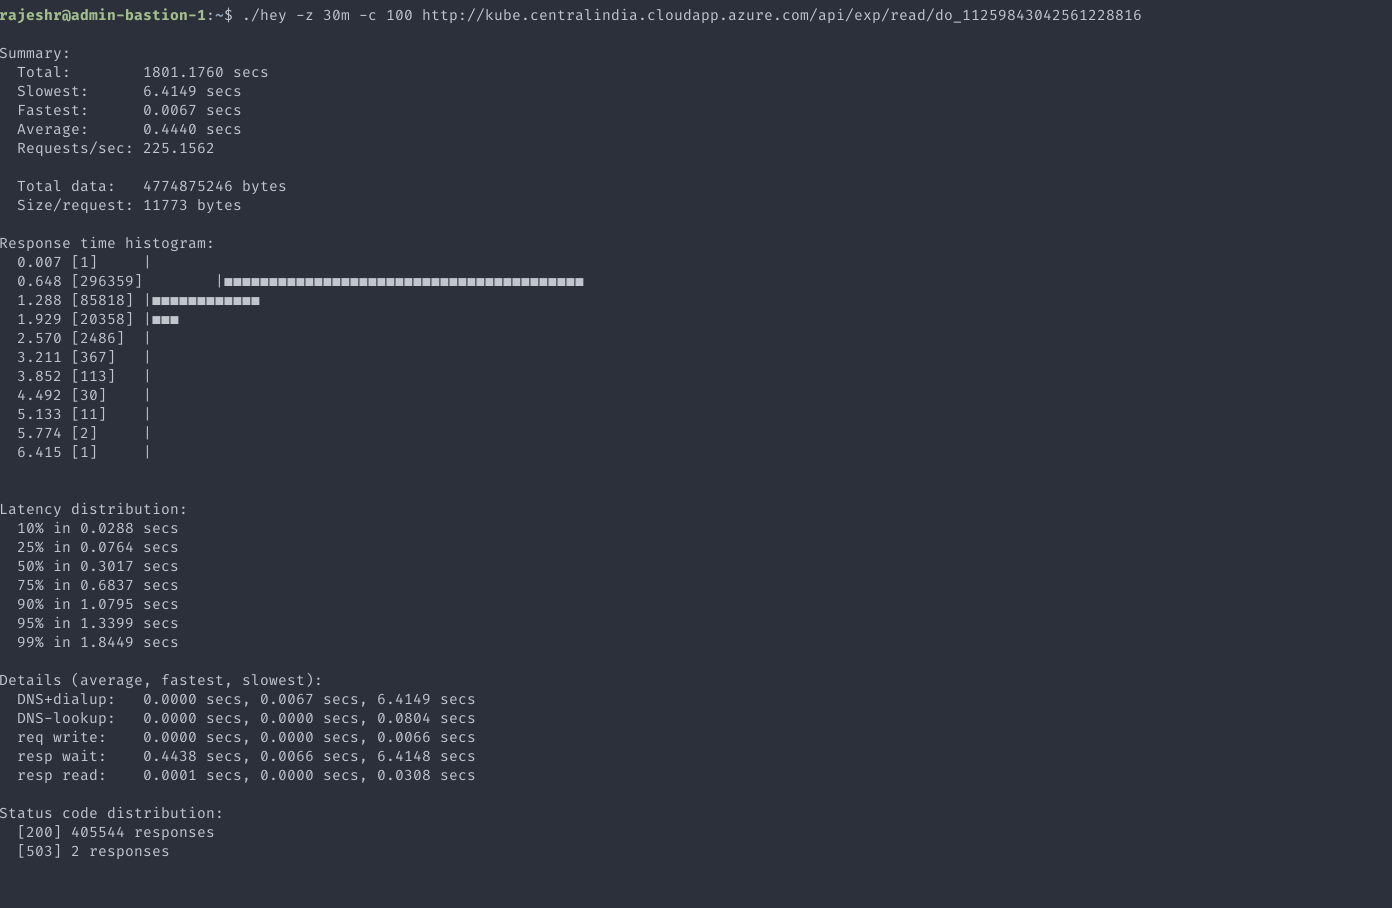 rajeshr@admin-bastion-1:~$ ./hey -z 30m -c 100 http://kube.centralindia.cloudapp.azure.com/api/exp/read/do_11259843042561228816
Summary:
Total: 1801.1760 secs
Slowest: 6.4149 secs
Fastest: 0.0067 secs
Average: 0.4440 secs
Requests/sec: 225.1562
Total data: 4774875246 bytes
Size/request: 11773 bytes
Response time histogram:
0.007 [1] |
0.648 [296359] |■■■■■■■■■■■■■■■■■■■■■■■■■■■■■■■■■■■■■■■■
1.288 [85818] |■■■■■■■■■■■■
1.929 [20358] |■■■
2.570 [2486] |
3.211 [367] |
3.852 [113] |
4.492 [30] |
5.133 [11] |
5.774 [2] |
6.415 [1] |
Latency distribution:
10% in 0.0288 secs
25% in 0.0764 secs
50% in 0.3017 secs
75% in 0.6837 secs
90% in 1.0795 secs
95% in 1.3399 secs
99% in 1.8449 secs
Details (average, fastest, slowest):
DNS+dialup: 0.0000 secs, 0.0067 secs, 6.4149 secs
DNS-lookup: 0.0000 secs, 0.0000 secs, 0.0804 secs
req write: 0.0000 secs, 0.0000 secs, 0.0066 secs
resp wait: 0.4438 secs, 0.0066 secs, 6.4148 secs
resp read: 0.0001 secs, 0.0000 secs, 0.0308 secs
Status code distribution:
[200] 405544 responses
[503] 2 responses